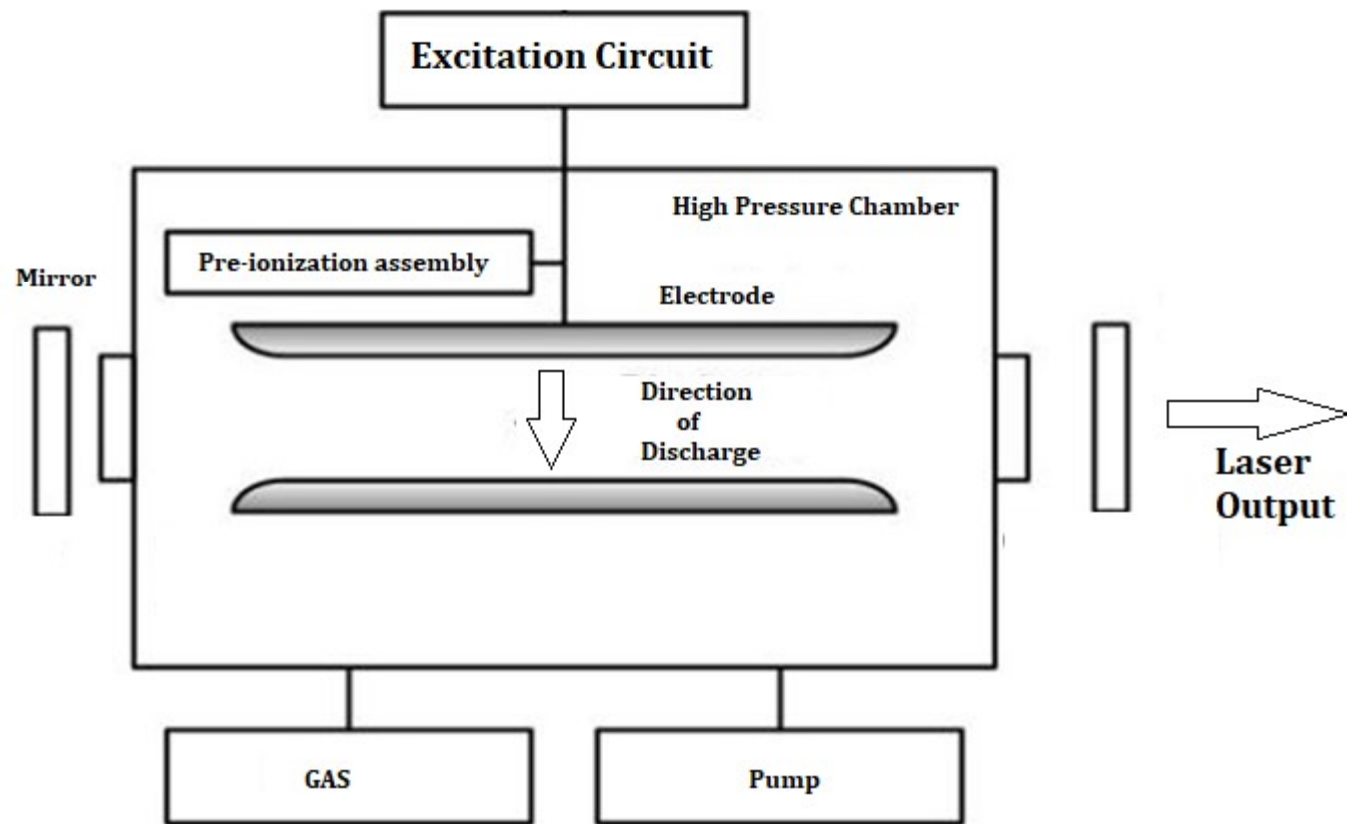 Excitation Circuit
High Pressure Chamber
Pre-ionization assembly
Mirror
Electrode
Direction
of
Discharge
Laser
Output
GAS
Pump